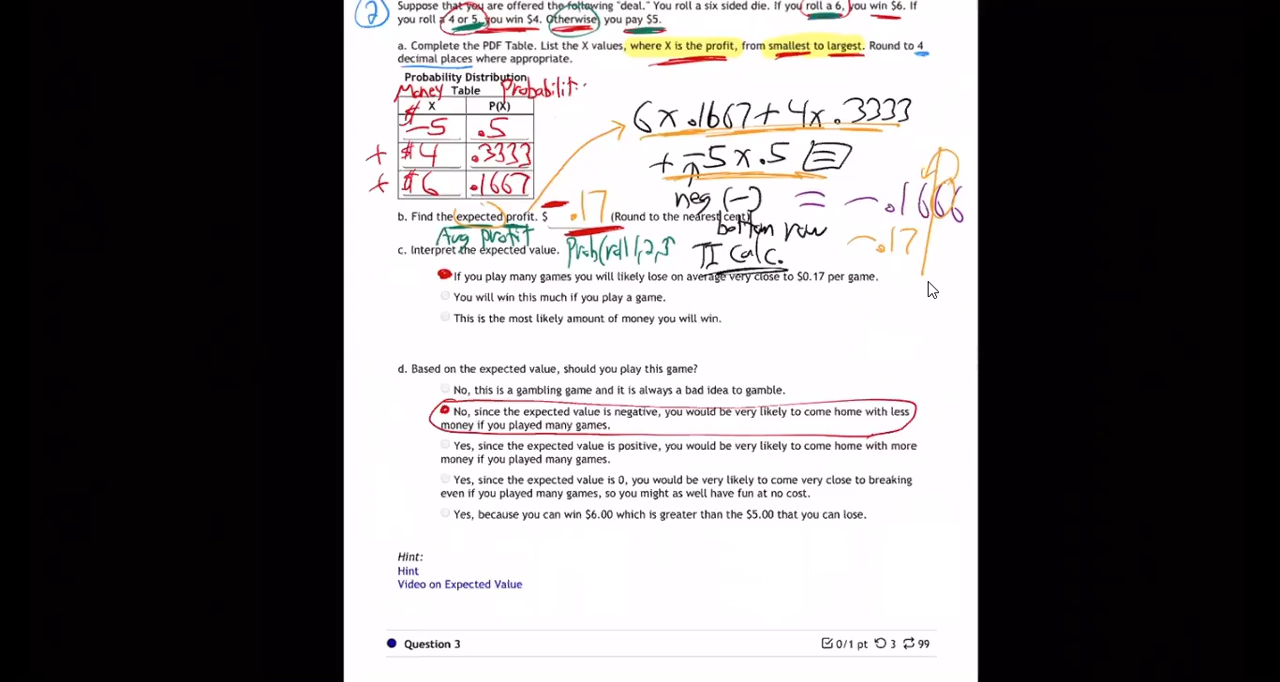 2
Suppose that you are offered the following "deal." You roll a six sided die. If you roll a 6, you win $6. If
you roll a 4 or 5, you win $4. Otherwise, you pay $5.
a. Complete the PDF Table. List the X values, where X is the profit, from smallest to largest. Round to 4
decimal places where appropriate.
Probability Distribution
Money Table Probabilit
$ X P(X)
-5 .5
+ $4 .3333
+ $6 .1667
6x.1667+4x.3333
+ -5x.5 =
neg (-)
= -.1666
bottom row
-.17
TI Calc.
b. Find the expected profit. $ -.17 (Round to the nearest cent)
Avg profit
Prob(roll 1,2,3
c. Interpret the expected value.
If you play many games you will likely lose on average very close to $0.17 per game.
You will win this much if you play a game.
This is the most likely amount of money you will win.
d. Based on the expected value, should you play this game?
No, this is a gambling game and it is always a bad idea to gamble.
No, since the expected value is negative, you would be very likely to come home with less
money if you played many games.
Yes, since the expected value is positive, you would be very likely to come home with more
money if you played many games.
Yes, since the expected value is 0, you would be very likely to come very close to breaking
even if you played many games, so you might as well have fun at no cost.
Yes, because you can win $6.00 which is greater than the $5.00 that you can lose.
Hint:
Hint
Video on Expected Value
Question 3 0/1 pt 3 99